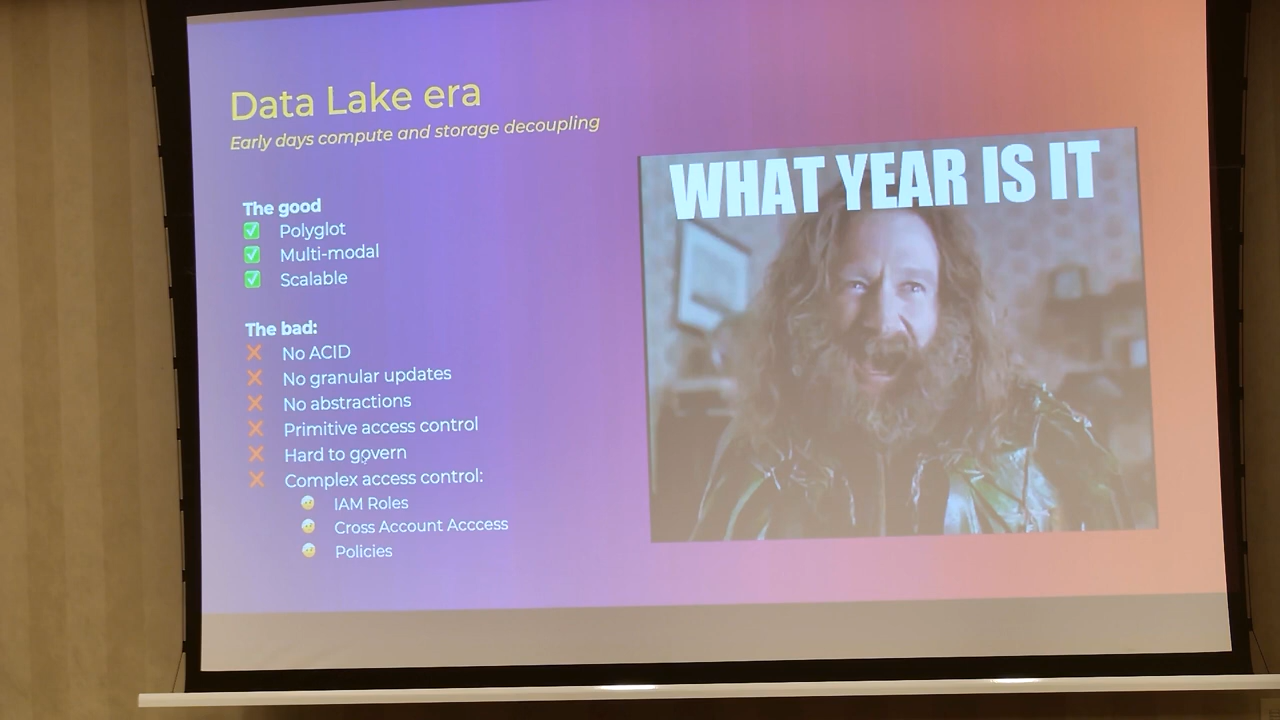 Data Lake era
Early days compute and storage decoupling
WHAT YEAR IS IT
The good
Polyglot
Multi-modal
Scalable
The bad:
No ACID
No granular updates
No abstractions
Primitive access control
Hard to govern
Complex access control:
IAM Roles
Cross Account Acccess
Policies